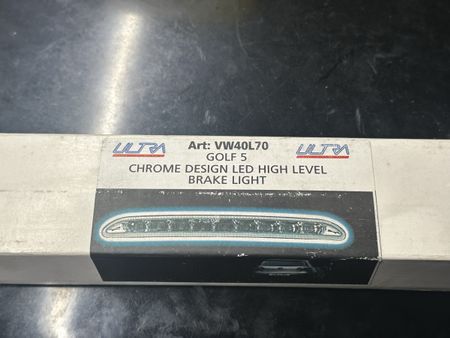 ULTRA Art: VW40L70 ULTRA
GOLF 5
CHROME DESIGN LED HIGH LEVEL
BRAKE LIGHT